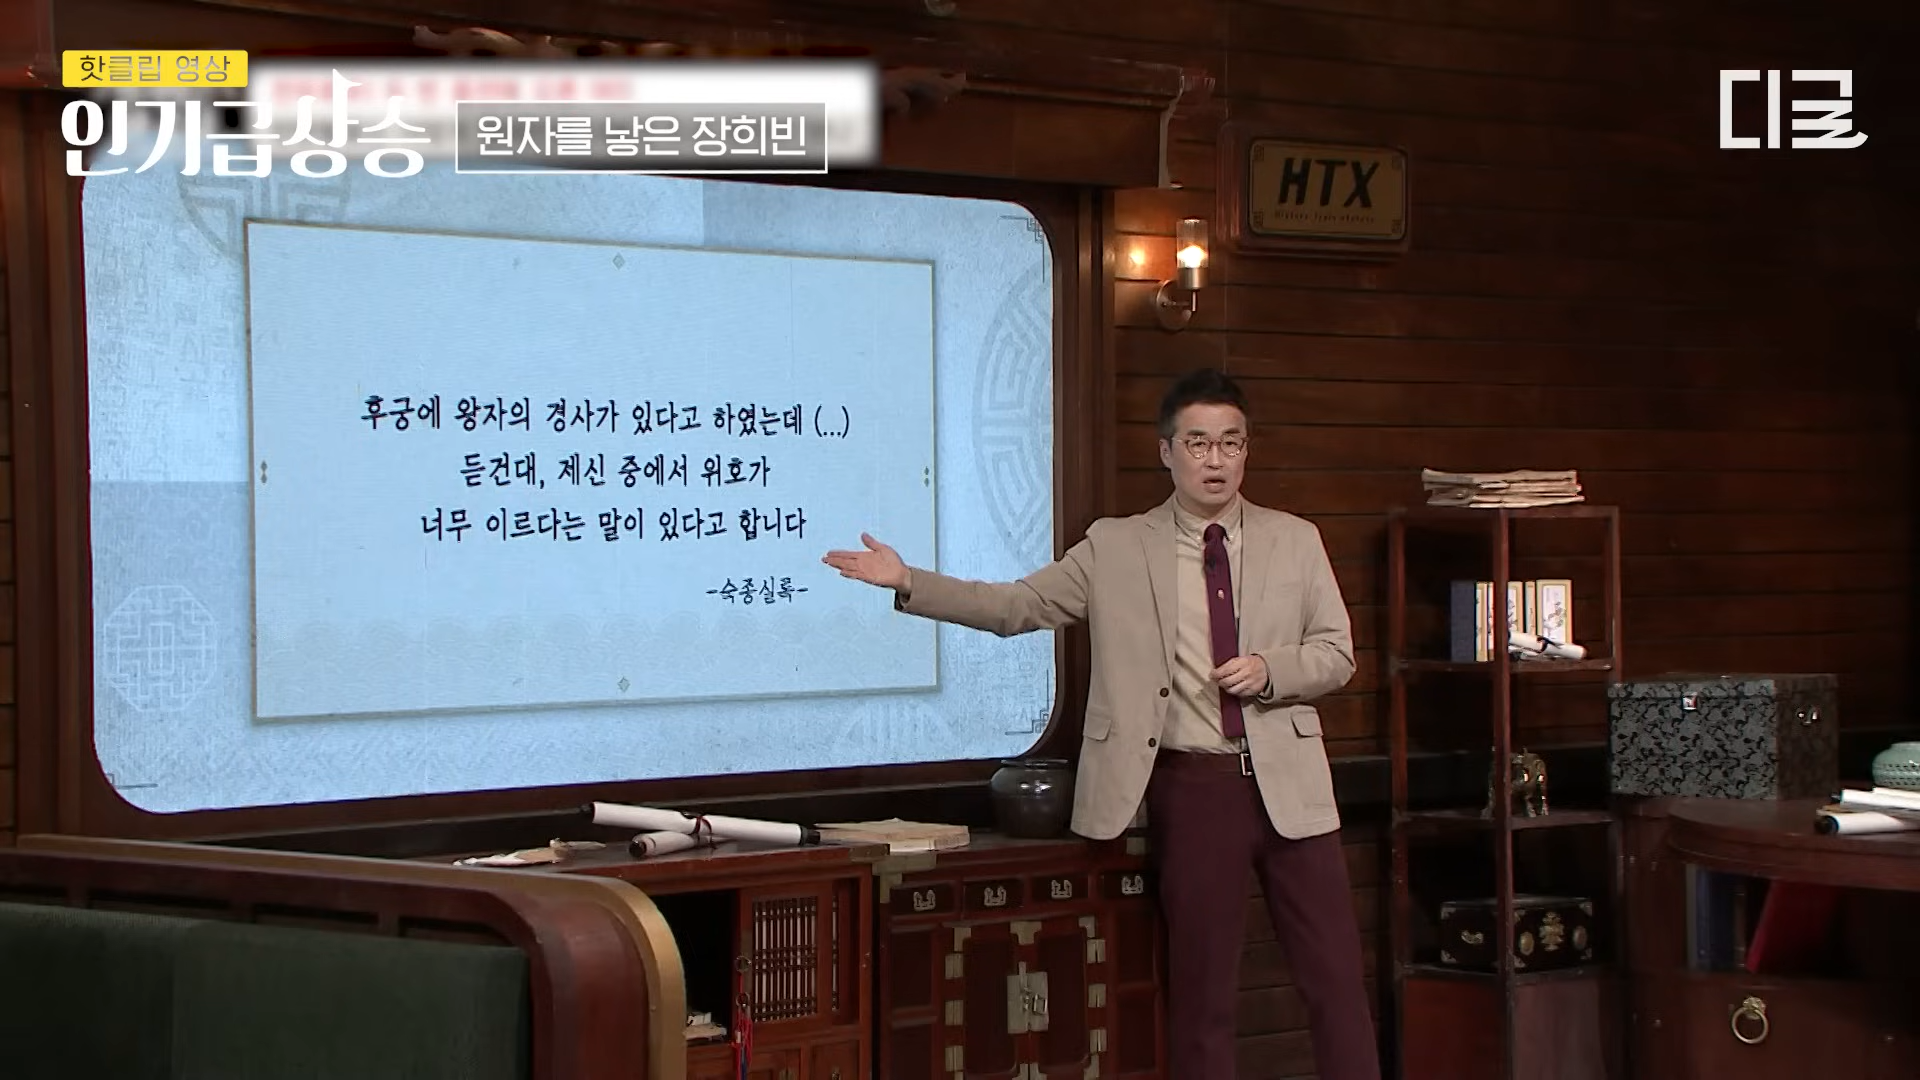 핫클립 영상
인기급상승
원자를 낳은 장희빈
디글
HTX
후궁에 왕자의 경사가 있다고 하였는데 (...)
듣건대, 제신 중에서 위호가
너무 이르다는 말이 있다고 합니다
-숙종실록-